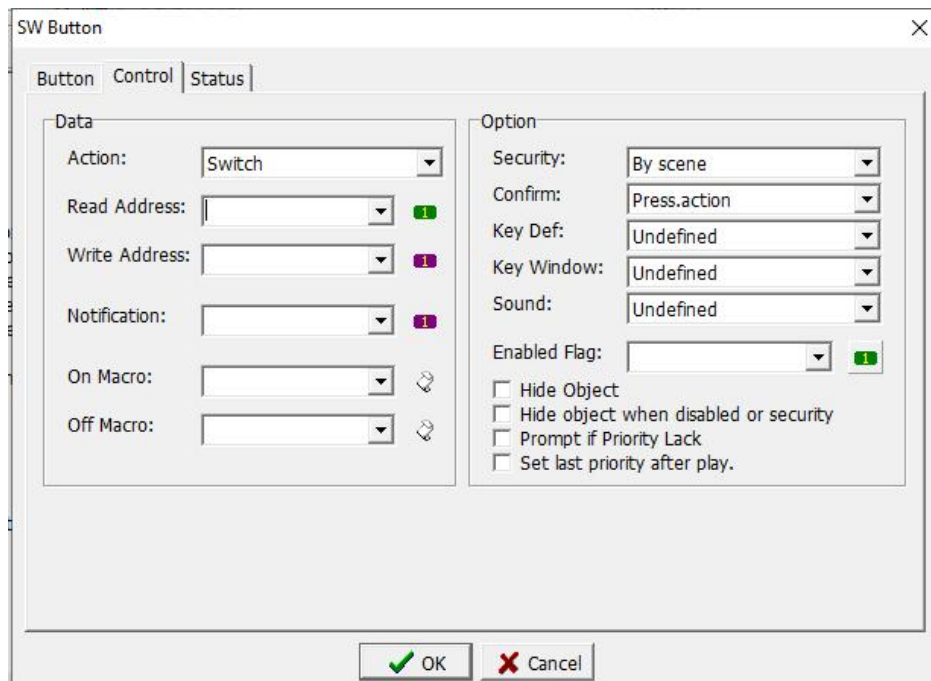 SW Button
Button Control Status
Data
Action: Switch
Read Address: 1
Write Address: 1
Notification: 1
On Macro:
Off Macro:
Option
Security: By scene
Confirm: Press.action
Key Def: Undefined
Key Window: Undefined
Sound: Undefined
Enabled Flag: 1
Hide Object
Hide object when disabled or security
Prompt if Priority Lack
Set last priority after play.
OK Cancel